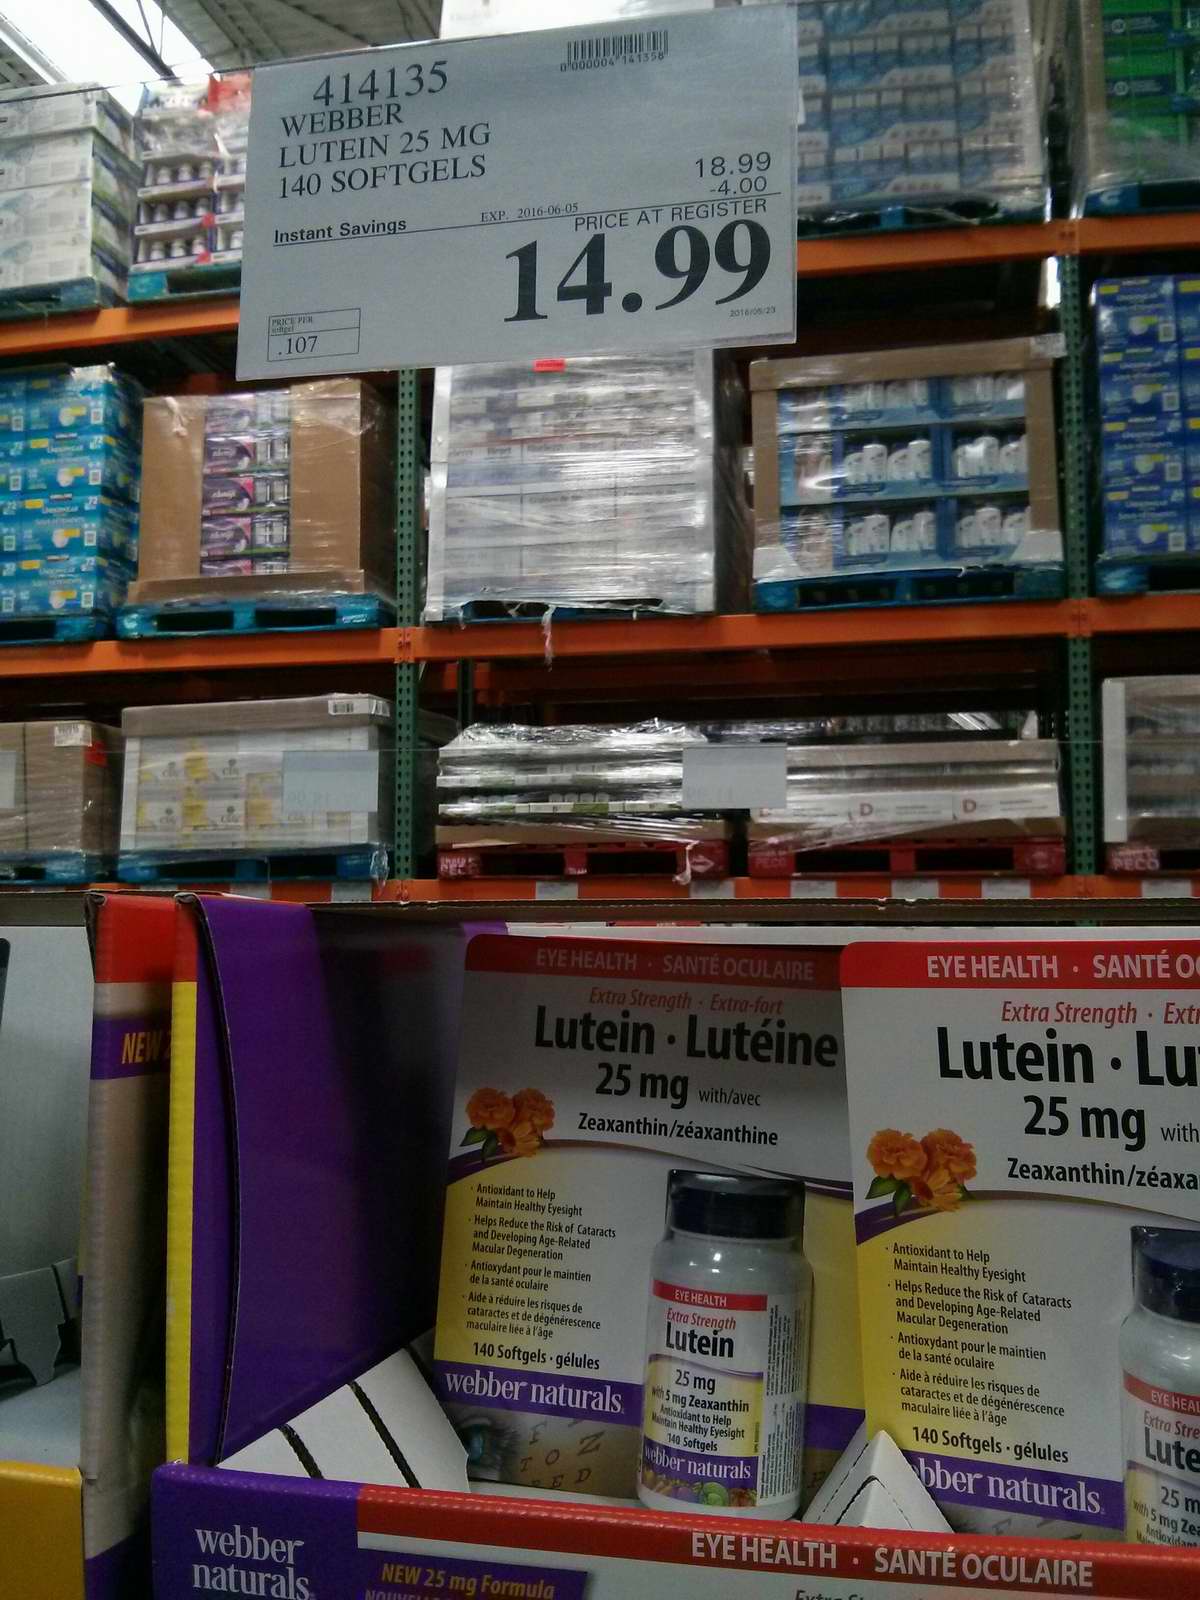 414135
0000004 141358
WEBBER
LUTEIN 25 MG
140 SOFTGELS
18.99
-4.00
Instant Savings
EXP. 2016-06-05
PRICE AT REGISTER
14.99
2016/05/23
PRICE PER
softgel
.107
D
D
PECO
PECO
PECO
NEW 2
EYE HEALTH · SANTÉ OCULAIRE
Extra Strength · Extra-fort
Lutein · Lutéine
25 mg with/avec
Zeaxanthin/zéaxanthine
· Antioxidant to Help
Maintain Healthy Eyesight
· Helps Reduce the Risk of Cataracts
and Developing Age-Related
Macular Degeneration
· Antioxydant pour le maintien
de la santé oculaire
· Aide à réduire les risques de
cataractes et de dégénérescence
maculaire liée à l'âge
140 Softgels · gélules
webber naturals
F
T O Z
E D
EYE HEALTH
Extra Strength
Lutein
25 mg
with 5 mg Zeaxanthin
Antioxidant to Help
Maintain Healthy Eyesight
140 Softgels
webber naturals
EYE HEALTH · SANTÉ OC
Extra Strength · Extr
Lutein · Lu
25 mg with
Zeaxanthin/zéaxa
· Antioxidant to Help
Maintain Healthy Eyesight
· Helps Reduce the Risk of Cataracts
and Developing Age-Related
Macular Degeneration
· Antioxydant pour le maintien
de la santé oculaire
· Aide à réduire les risques de
cataractes et de dégénérescence
maculaire liée à l'âge
140 Softgels · gélules
bber naturals
EYE HEAL
Extra Stre
Lute
25 m
with 5 mg Zea
Antioxidant
webber
naturals
NEW 25 mg Formula
EYE HEALTH · SANTÉ OCULAIRE